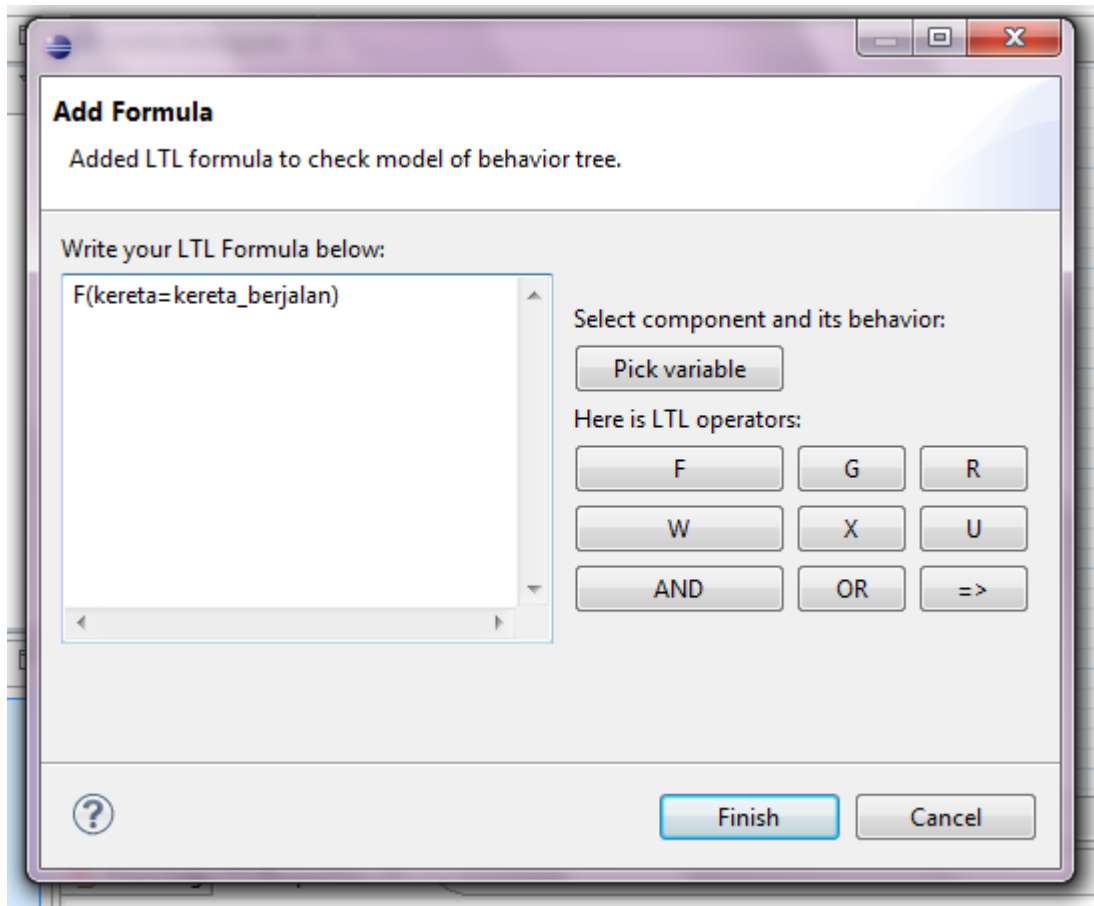 Add Formula
Added LTL formula to check model of behavior tree.
Write your LTL Formula below:
F(kereta=kereta_berjalan)
Select component and its behavior:
Pick variable
Here is LTL operators:
F G R
W X U
AND OR =>
Finish Cancel